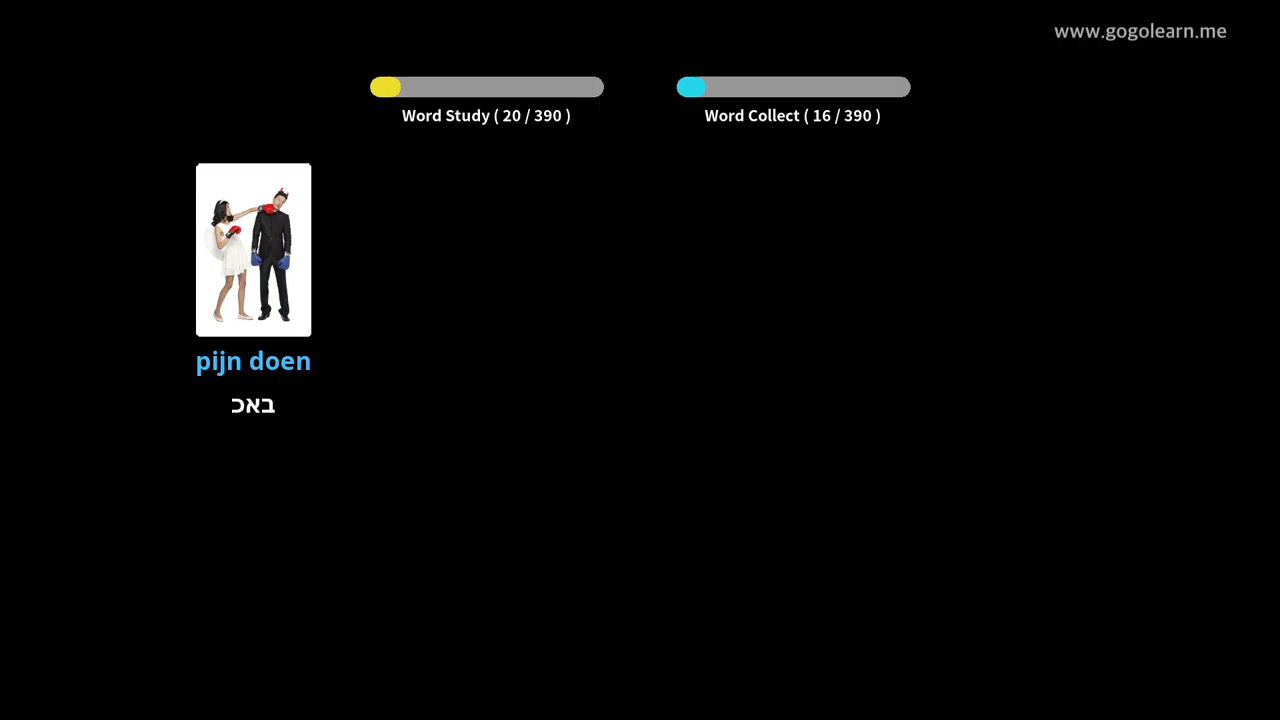 www.gogolearn.me
Word Study ( 20 / 390 )
Word Collect ( 16 / 390 )
pijn doen
באכ